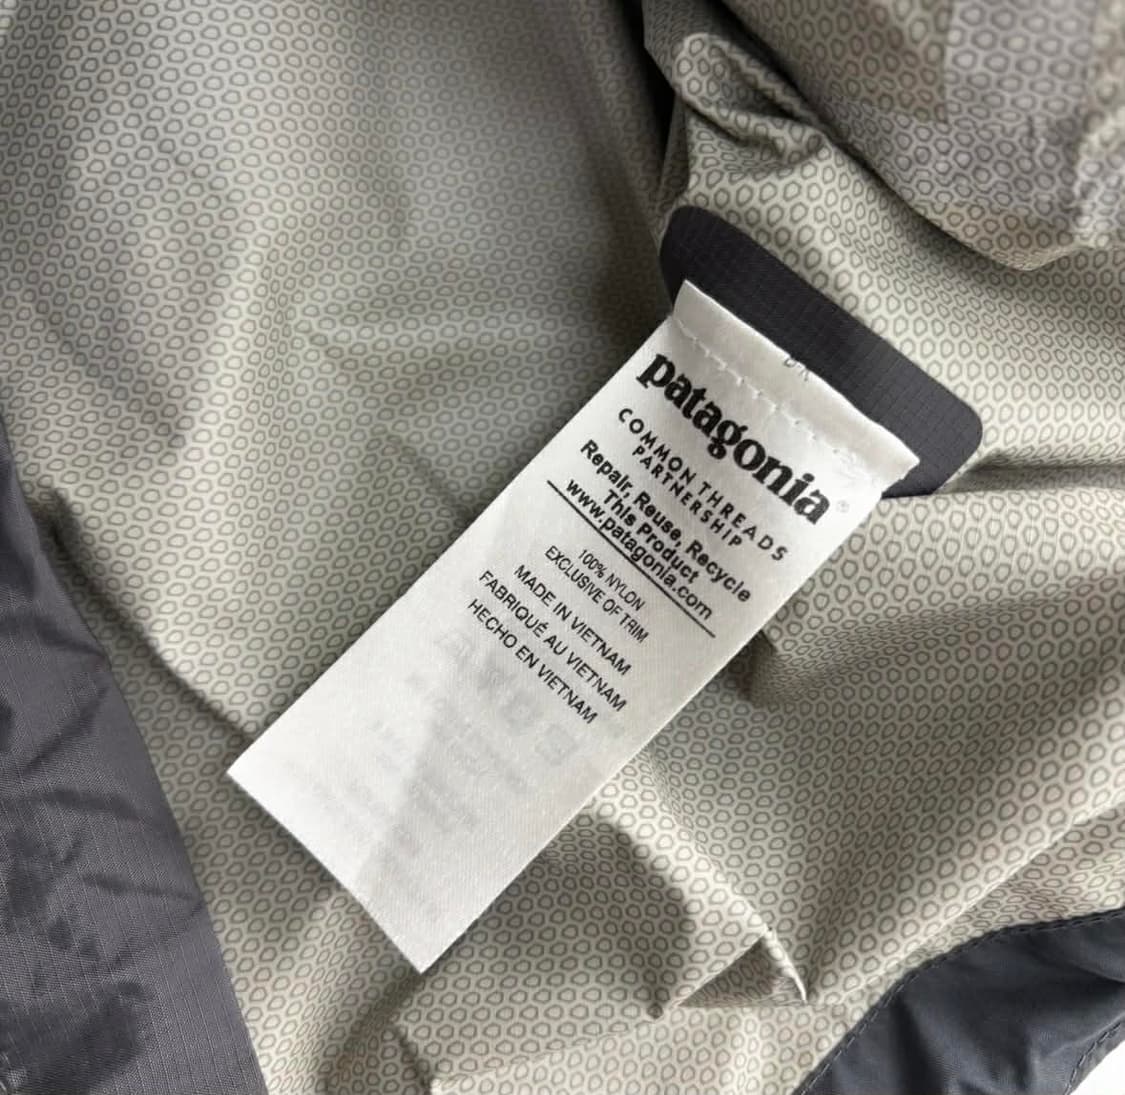 patagonia®
COMMON THREADS
PARTNERSHIP
Repair, Reuse, Recycle
This Product
www.patagonia.com
100% NYLON
EXCLUSIVE OF TRIM
MADE IN VIETNAM
FABRIQUÉ AU VIETNAM
HECHO EN VIETNAM